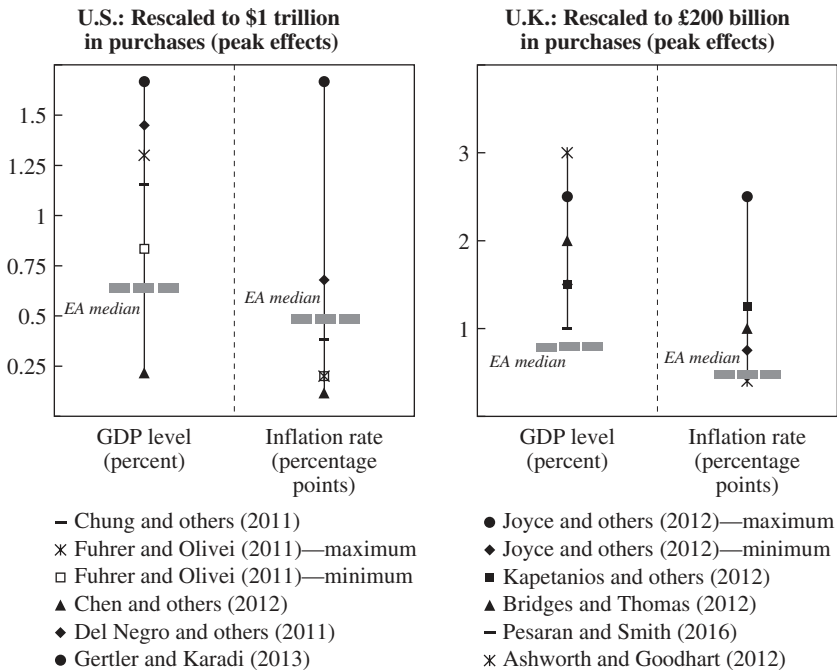 U.S.: Rescaled to $1 trillion
in purchases (peak effects)
1.5
1.25
1
0.75
0.5
0.25
EA median
EA median
GDP level
(percent)
Inflation rate
(percentage
points)
Chung and others (2011)
Fuhrer and Olivei (2011)—maximum
Fuhrer and Olivei (2011)—minimum
Chen and others (2012)
Del Negro and others (2011)
Gertler and Karadi (2013)
U.K.: Rescaled to £200 billion
in purchases (peak effects)
3
2
1
EA median
EA median
GDP level
(percent)
Inflation rate
(percentage
points)
Joyce and others (2012)—maximum
Joyce and others (2012)—minimum
Kapetanios and others (2012)
Bridges and Thomas (2012)
Pesaran and Smith (2016)
Ashworth and Goodhart (2012)